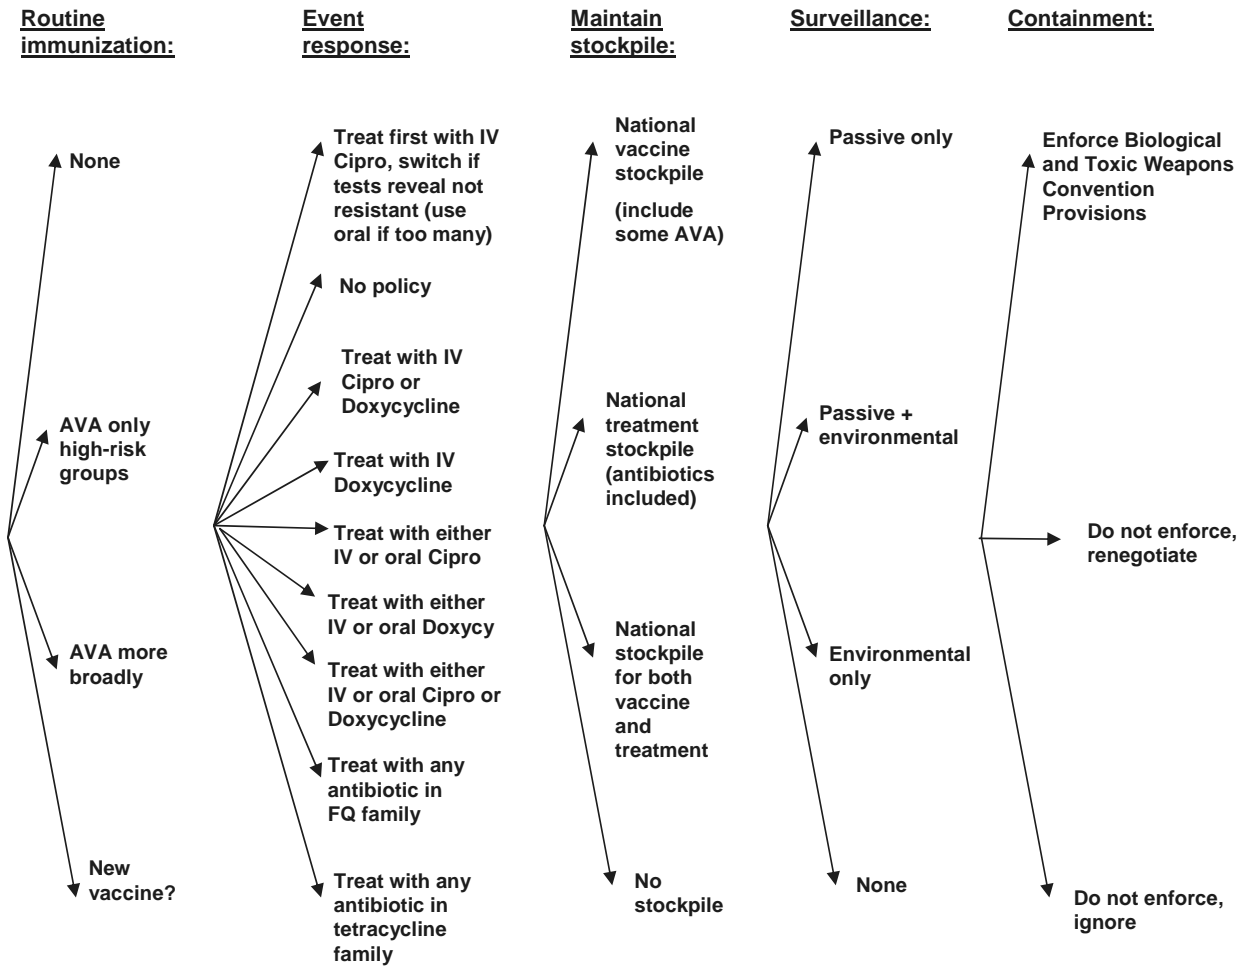 Routine
immunization:
None
AVA only
high-risk
groups
AVA more
broadly
New
vaccine?
Event
response:
Treat first with IV
Cipro, switch if
tests reveal not
resistant (use
oral if too many)
No policy
Treat with IV
Cipro or
Doxycycline
Treat with IV
Doxycycline
Treat with either
IV or oral Cipro
Treat with either
IV or oral Doxycy
Treat with either
IV or oral Cipro or
Doxycycline
Treat with any
antibiotic in
FQ family
Treat with any
antibiotic in
tetracycline
family
Maintain
stockpile:
National
vaccine
stockpile
(include
some AVA)
National
treatment
stockpile
(antibiotics
included)
National
stockpile
for both
vaccine
and
treatment
No
stockpile
Surveillance:
Passive only
Passive +
environmental
Environmental
only
None
Containment:
Enforce Biological
and Toxic Weapons
Convention
Provisions
Do not enforce,
renegotiate
Do not enforce,
ignore